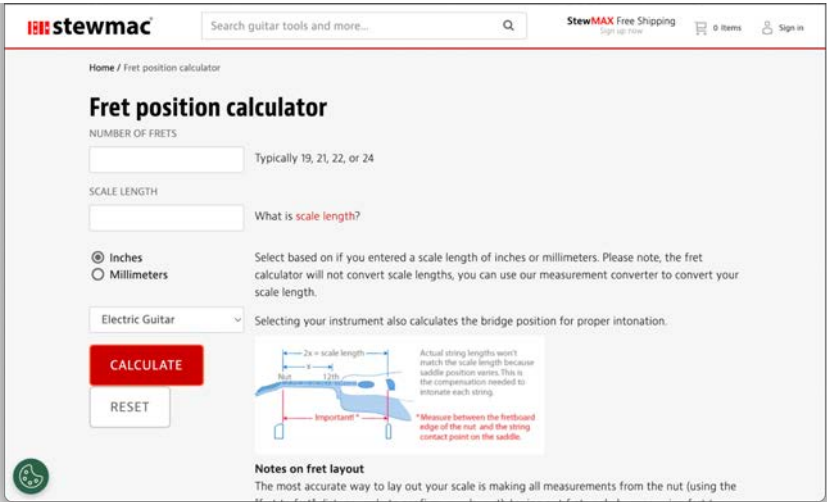 stewmac
Search guitar tools and more...
StewMAX Free Shipping
Sign up now
0 Items
Sign in
Home / Fret position calculator
Fret position calculator
NUMBER OF FRETS
Typically 19, 21, 22, or 24
SCALE LENGTH
What is scale length?
Inches
Millimeters
Select based on if you entered a scale length of inches or millimeters. Please note, the fret
calculator will not convert scale lengths, you can use our measurement converter to convert your
scale length.
Electric Guitar
Selecting your instrument also calculates the bridge position for proper intonation.
CALCULATE
RESET
2x = scale length
x
Nut
12th
Important! *
Actual string lengths won't
match the scale length because
saddle position varies. This is
the compensation needed to
intonate each string.
*Measure between the fretboard
edge of the nut and the string
contact point on the saddle.
Notes on fret layout
The most accurate way to lay out your scale is making all measurements from the nut (using the